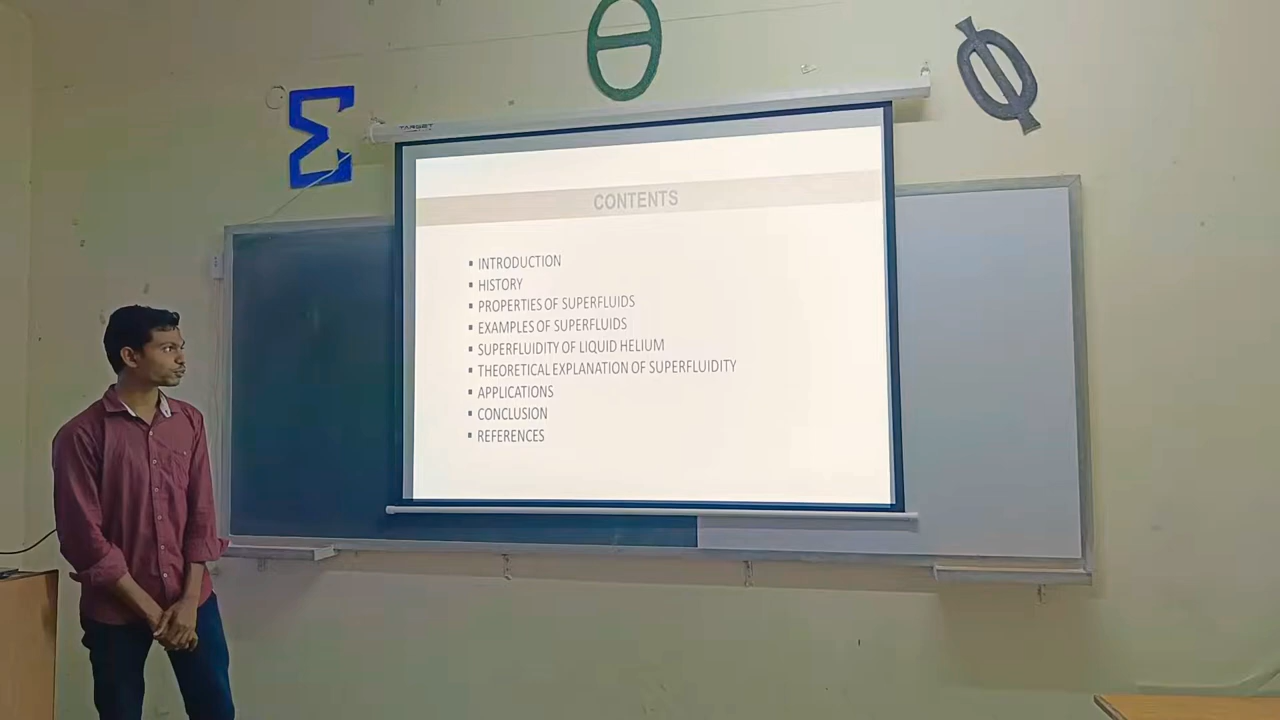 Σ
Θ
Φ
TARGET
CONTENTS
▪ INTRODUCTION
▪ HISTORY
▪ PROPERTIES OF SUPERFLUIDS
▪ EXAMPLES OF SUPERFLUIDS
▪ SUPERFLUIDITY OF LIQUID HELIUM
▪ THEORETICAL EXPLANATION OF SUPERFLUIDITY
▪ APPLICATIONS
▪ CONCLUSION
▪ REFERENCES